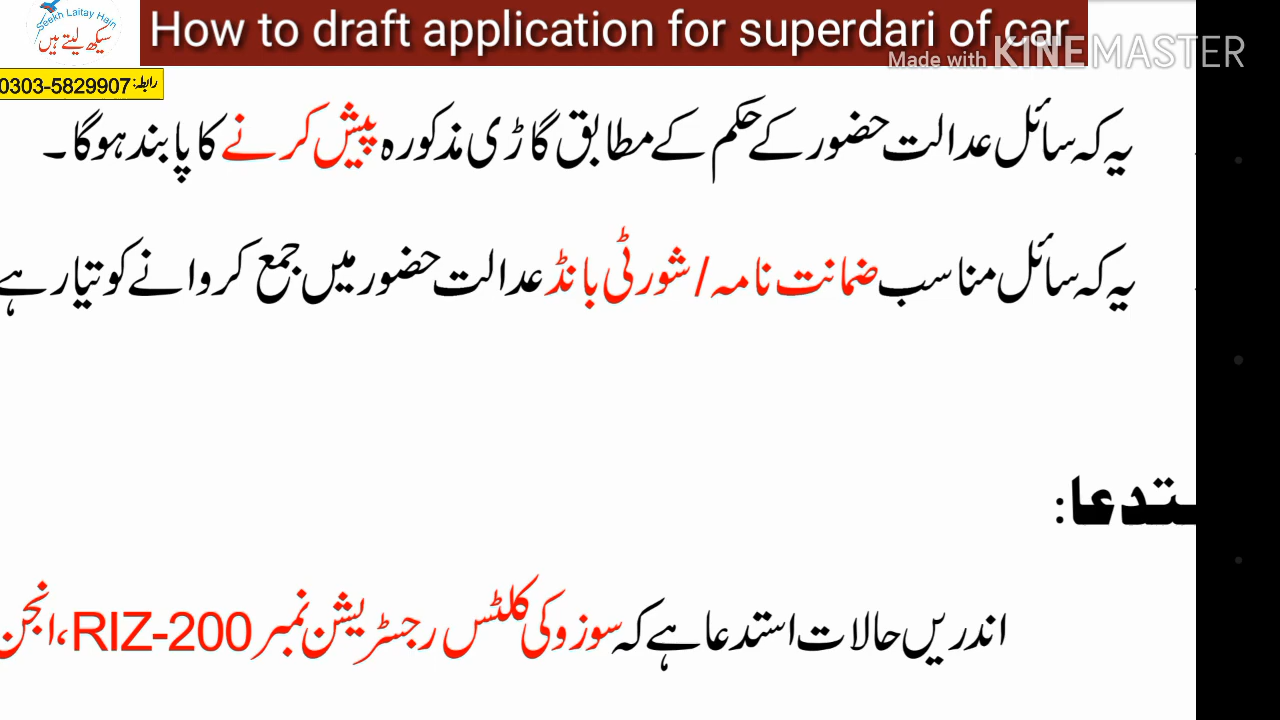 Seekh Laitay Hain
سیکھ لیتے ہیں
How to draft application for superdari of car
Made with KINEMASTER
رابطہ: 0303-5829907
یہ کہ سائل عدالت حضور کے حکم کے مطابق گاڑی مذکورہ پیش کرنے کا پابند ہوگا۔
یہ کہ سائل مناسب ضمانت نامہ/شورٹی بانڈ عدالت حضور میں جمع کروانے کو تیار ہے
ستدعا:
اندریں حالات استدعا ہے کہ سوزوکی کلٹس رجسٹریشن نمبر RIZ-200، انجن